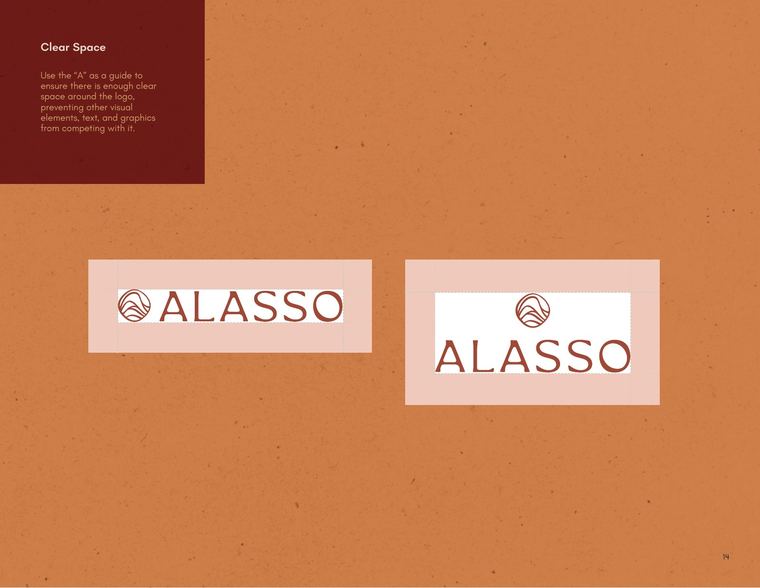 Clear Space
Use the “A” as a guide to
ensure there is enough clear
space around the logo,
preventing other visual
elements, text, and graphics
from competing with it.
ALASSO
ALASSO
14